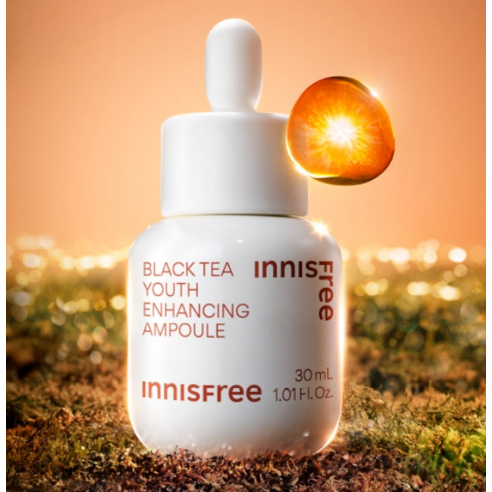 BLACK TEA
YOUTH
ENHANCING
AMPOULE
INNISFree
INNISFree
30 mL
1.01 Fl. Oz.